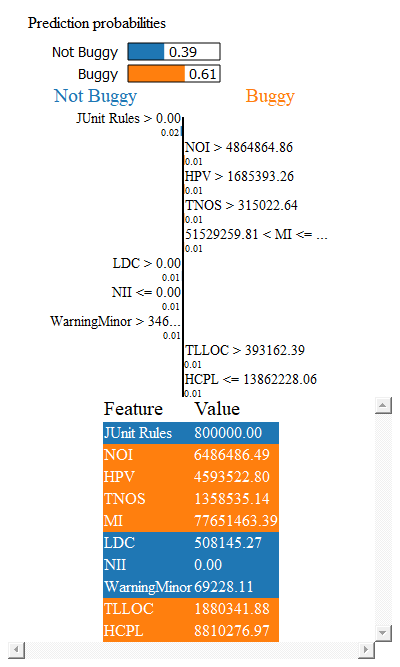 Prediction probabilities
Not Buggy 0.39
Buggy 0.61
Not Buggy Buggy
JUnit Rules > 0.00
0.02
NOI > 4864864.86
0.01
HPV > 1685393.26
0.01
TNOS > 315022.64
0.01
51529259.81 < MI <= ...
0.01
LDC > 0.00
0.01
NII <= 0.00
0.01
WarningMinor > 346...
0.01
TLLOC > 393162.39
0.01
HCPL <= 13862228.06
0.01
Feature Value
JUnit Rules 800000.00
NOI 6486486.49
HPV 4593522.80
TNOS 1358535.14
MI 77651463.39
LDC 508145.27
NII 0.00
WarningMinor 69228.11
TLLOC 1880341.88
HCPL 8810276.97